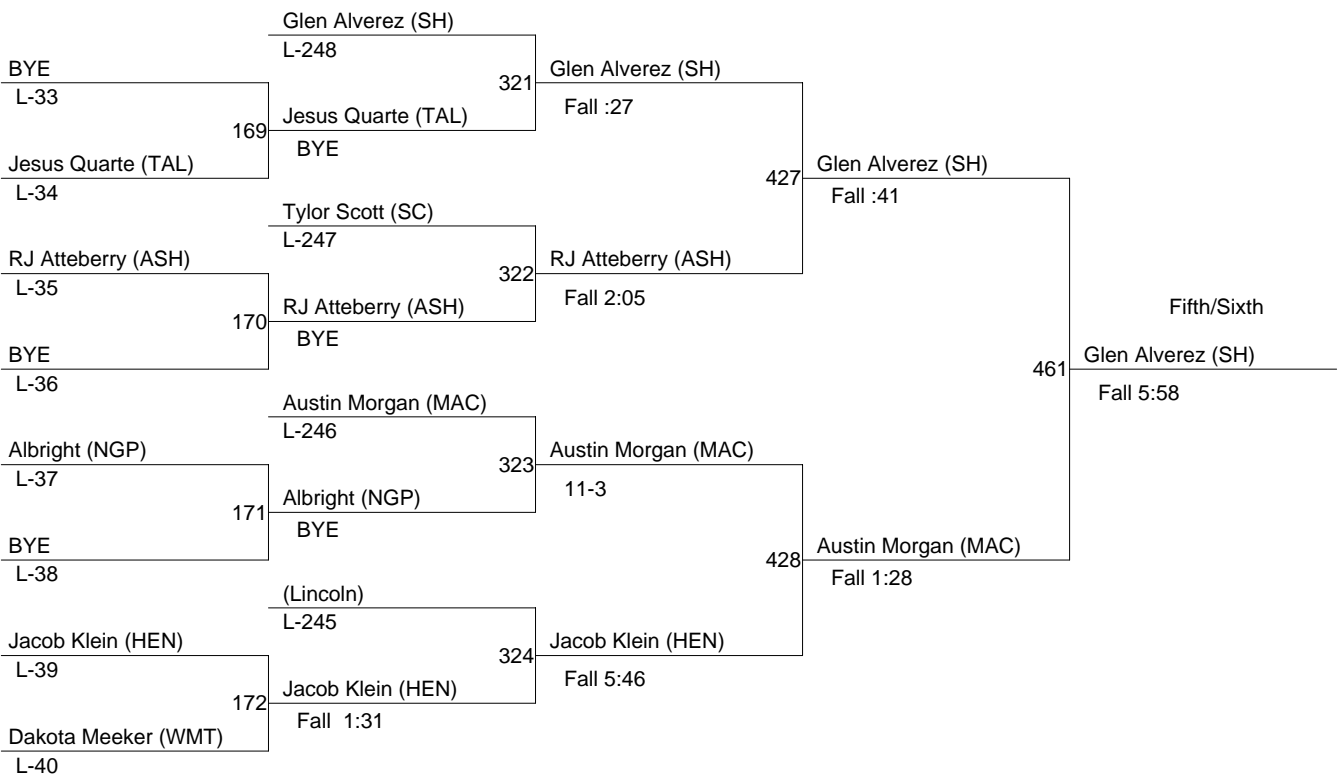 Glen Alverez (SH)
L-248
BYE
L-33
321
Glen Alverez (SH)
Fall :27
169
Jesus Quarte (TAL)
BYE
Jesus Quarte (TAL)
L-34
427
Glen Alverez (SH)
Fall :41
Tylor Scott (SC)
L-247
RJ Atteberry (ASH)
L-35
322
RJ Atteberry (ASH)
Fall 2:05
170
RJ Atteberry (ASH)
BYE
Fifth/Sixth
BYE
L-36
461
Glen Alverez (SH)
Fall 5:58
Austin Morgan (MAC)
L-246
Albright (NGP)
L-37
323
Austin Morgan (MAC)
11-3
171
Albright (NGP)
BYE
BYE
L-38
428
Austin Morgan (MAC)
Fall 1:28
(Lincoln)
L-245
Jacob Klein (HEN)
L-39
324
Jacob Klein (HEN)
Fall 5:46
172
Jacob Klein (HEN)
Fall 1:31
Dakota Meeker (WMT)
L-40